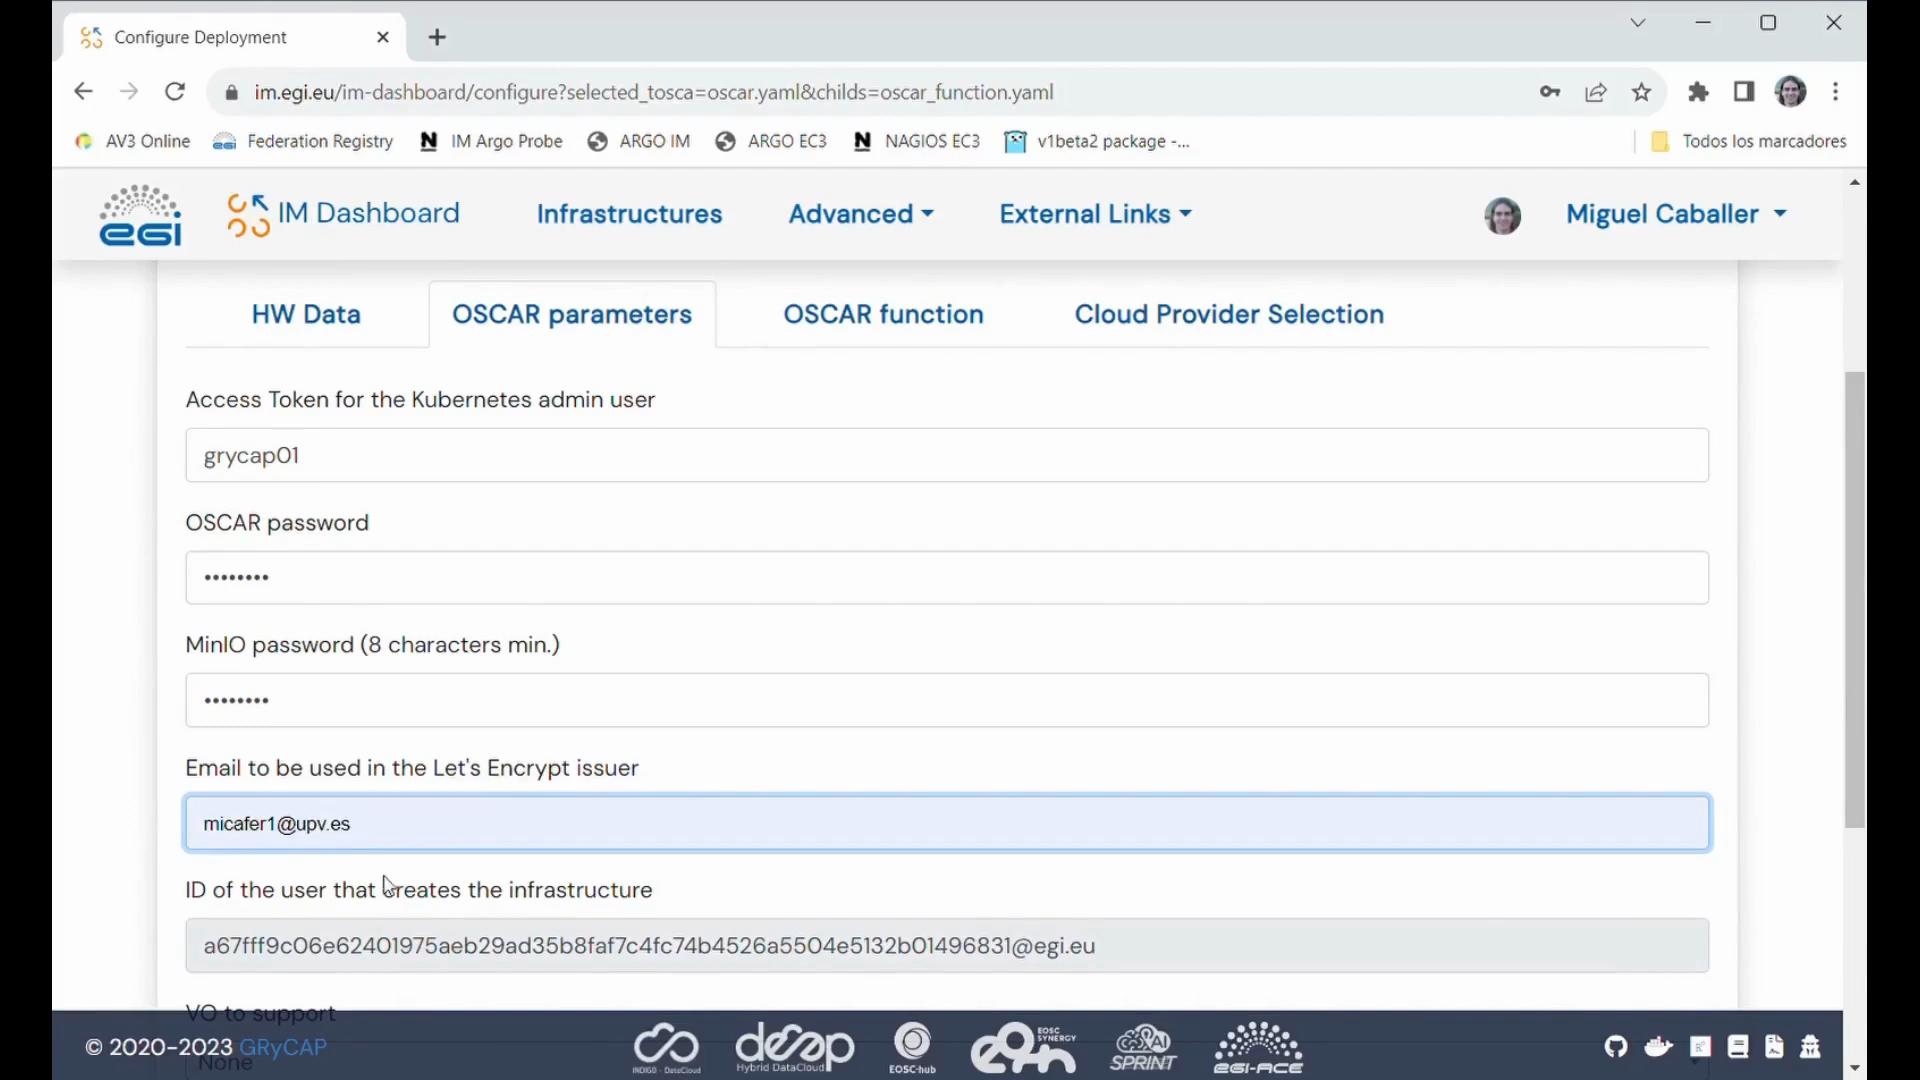 Configure Deployment
im.egi.eu/im-dashboard/configure?selected_tosca=oscar.yaml&childs=oscar_function.yaml
AV3 Online
Federation Registry
IM Argo Probe
ARGO IM
ARGO EC3
NAGIOS EC3
v1beta2 package -...
Todos los marcadores
egi
IM Dashboard
Infrastructures
Advanced
External Links
Miguel Caballer
HW Data
OSCAR parameters
OSCAR function
Cloud Provider Selection
Access Token for the Kubernetes admin user
grycap01
OSCAR password
••••••••
MinIO password (8 characters min.)
••••••••
Email to be used in the Let's Encrypt issuer
micafer1@upv.es
ID of the user that creates the infrastructure
a67fff9c06e62401975aeb29ad35b8faf7c4fc74b4526a5504e5132b01496831@egi.eu
VO to support
None
© 2020-2023 GRyCAP
INDIGO - DataCloud
deep
Hybrid DataCloud
EOSC-hub
EOSC
SYNERGY
AI
SPRINT
EGI-ACE